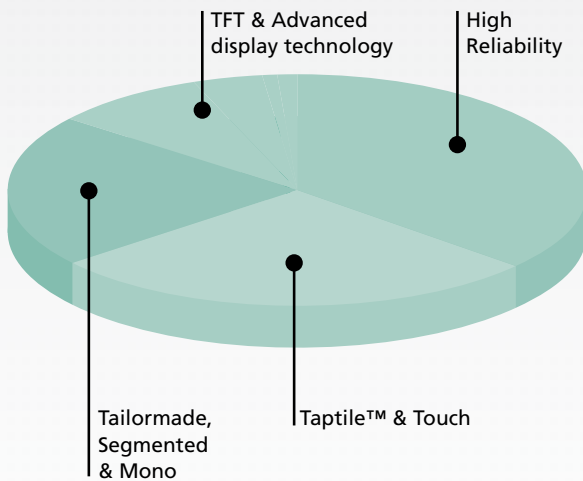 TFT & Advanced
display technology
High
Reliability
Tailormade,
Segmented
& Mono
Taptile™ & Touch